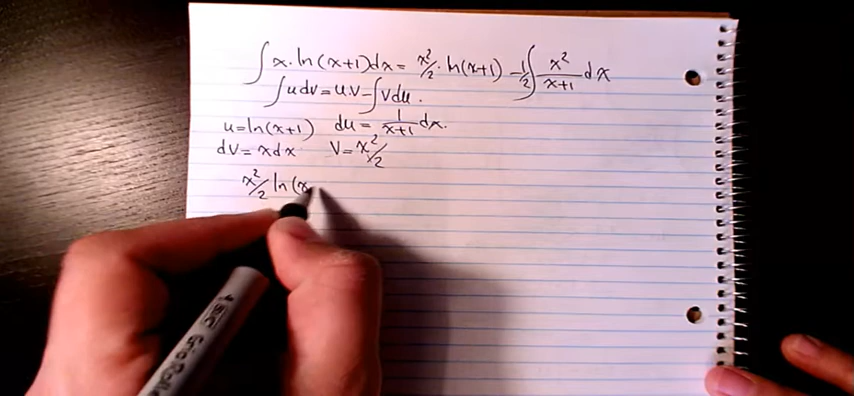 ∫ x. ln(x+1)dx = x²/2 . ln(x+1) - 1/2 ∫ x²/(x+1) dx
∫ u dv = u.v - ∫ v du.
u = ln(x+1) du = 1/(x+1) dx.
dv = x dx v = x²/2
x²/2 ln(x